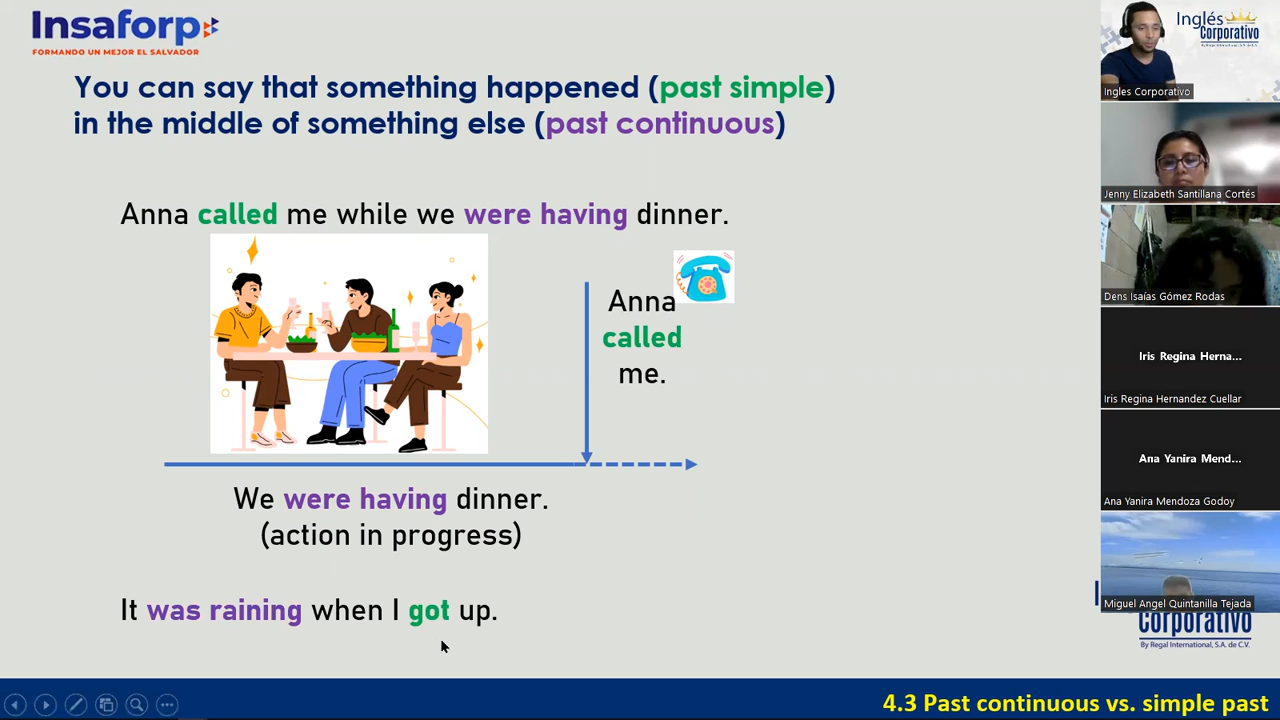 Insaforp
FORMANDO UN MEJOR EL SALVADOR
You can say that something happened (past simple)
in the middle of something else (past continuous)
Anna called me while we were having dinner.
Anna
called
me.
We were having dinner.
(action in progress)
It was raining when I got up.
4.3 Past continuous vs. simple past
Inglés
Corporativo
By Regal International, S.A. de C.V.
Ingles Corporativo
Jenny Elizabeth Santillana Cortés
Dens Isaías Gómez Rodas
Iris Regina Herna...
Iris Regina Hernandez Cuellar
Ana Yanira Mend...
Ana Yanira Mendoza Godoy
Miguel Angel Quintanilla Tejada
Corporativo
By Regal International, S.A. de C.V.